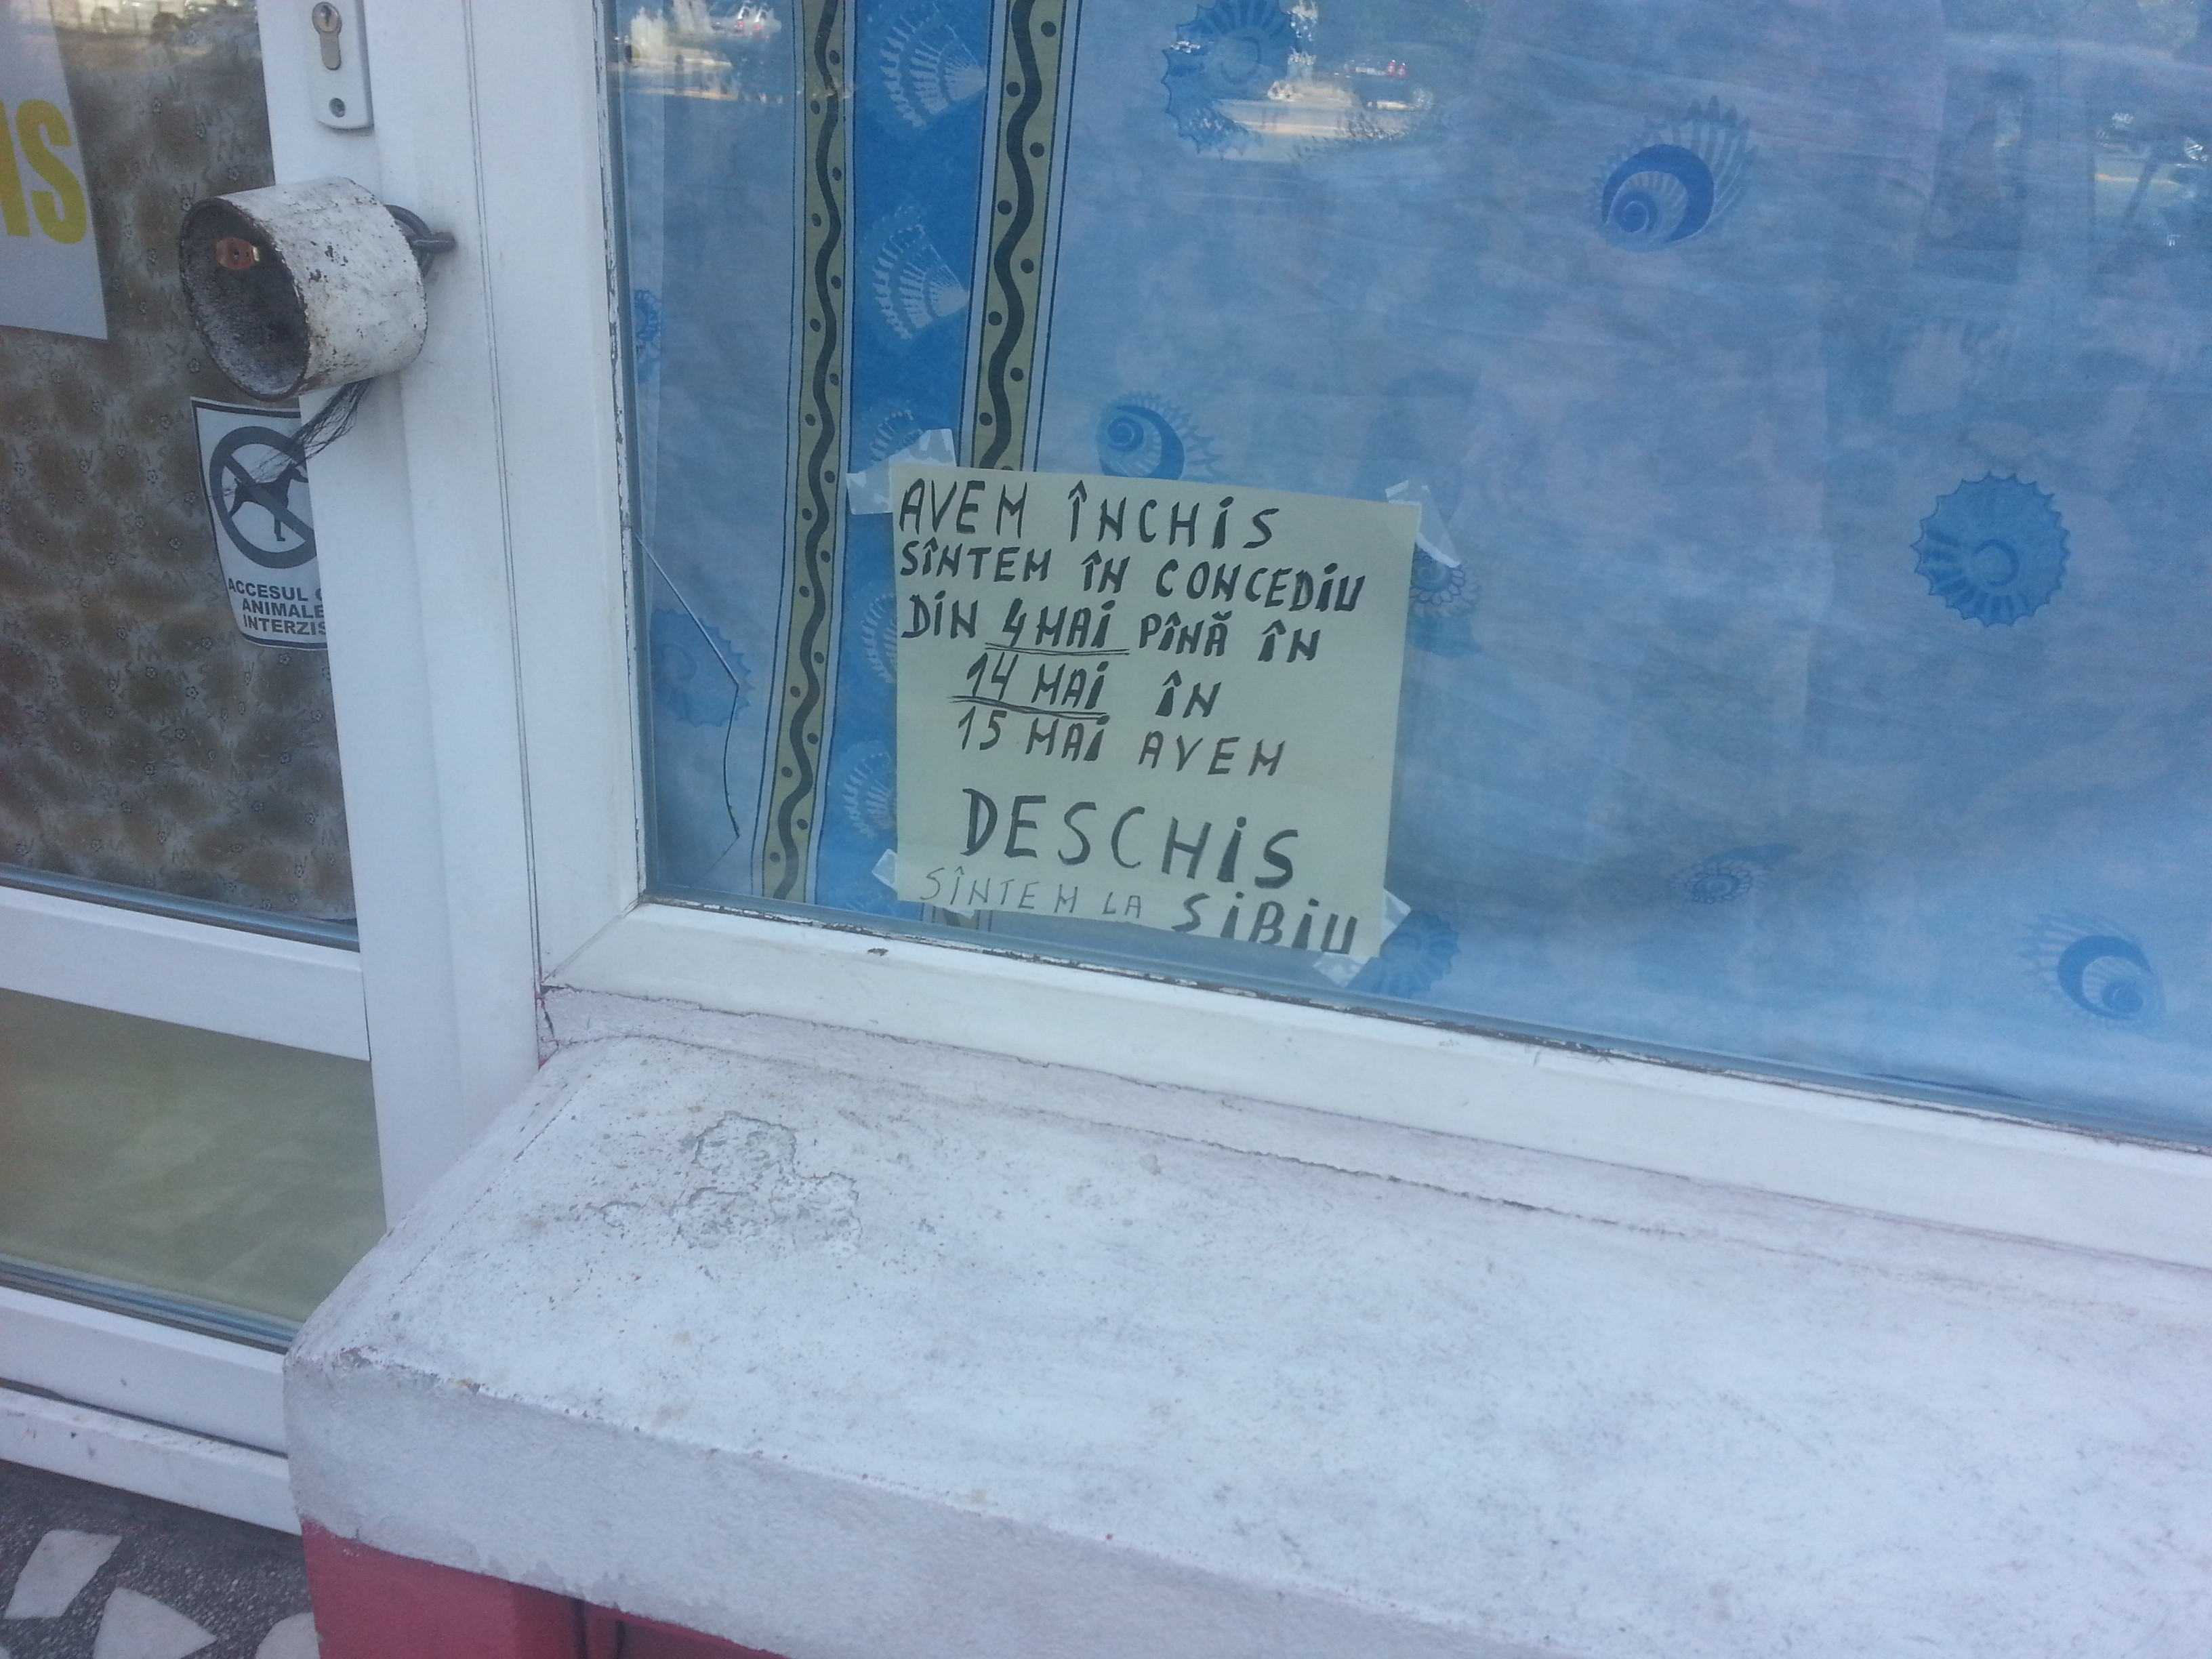 AVEM ÎNCHIS
SÎNTEM ÎN CONCEDIU
DIN 4 MAI PÎNĂ ÎN
14 MAI ÎN
15 MAI AVEM
DESCHIS
SÎNTEM LA SIBIU
ACCESUL
ANIMALE
INTERZIS